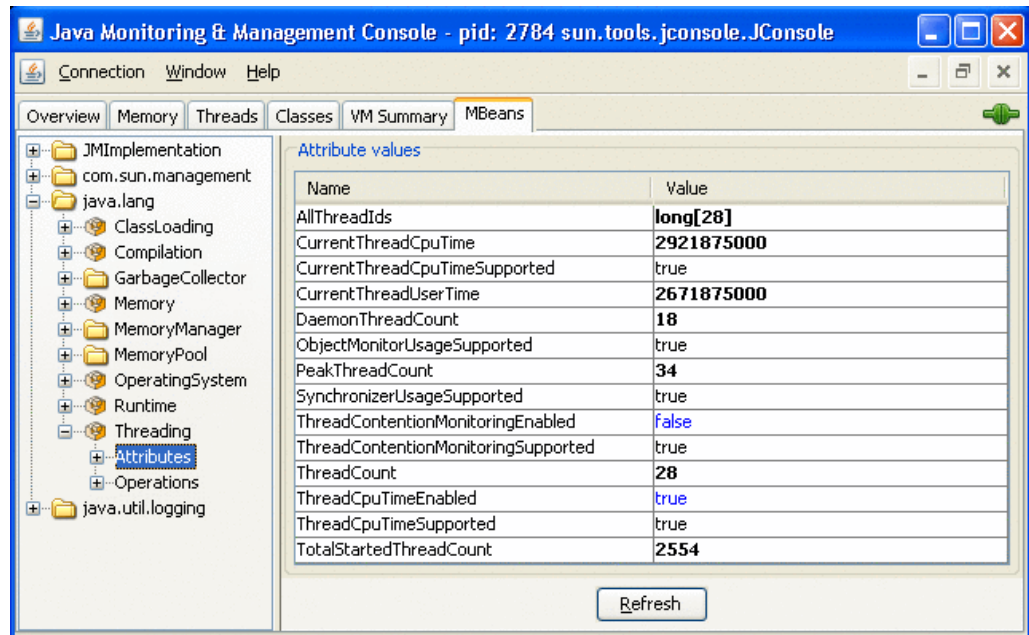 Java Monitoring & Management Console - pid: 2784 sun.tools.jconsole.JConsole
Connection Window Help
Overview Memory Threads Classes VM Summary MBeans
JMImplementation
com.sun.management
java.lang
ClassLoading
Compilation
GarbageCollector
Memory
MemoryManager
MemoryPool
OperatingSystem
Runtime
Threading
Attributes
Operations
java.util.logging
Attribute values
Name Value
AllThreadIds long[28]
CurrentThreadCpuTime 2921875000
CurrentThreadCpuTimeSupported true
CurrentThreadUserTime 2671875000
DaemonThreadCount 18
ObjectMonitorUsageSupported true
PeakThreadCount 34
SynchronizerUsageSupported true
ThreadContentionMonitoringEnabled false
ThreadContentionMonitoringSupported true
ThreadCount 28
ThreadCpuTimeEnabled true
ThreadCpuTimeSupported true
TotalStartedThreadCount 2554
Refresh